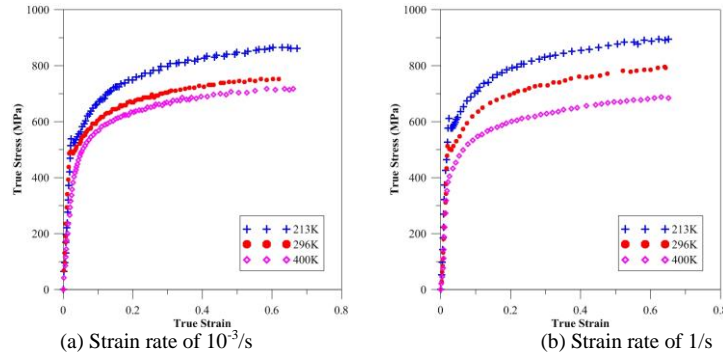 1000
800
600
400
200
0
True Stress (MPa)
0
0.2
0.4
0.6
0.8
True Strain
213K
296K
400K
(a) Strain rate of 10⁻³/s
1000
800
600
400
200
0
True Stress (MPa)
0
0.2
0.4
0.6
0.8
True Strain
213K
296K
400K
(b) Strain rate of 1/s